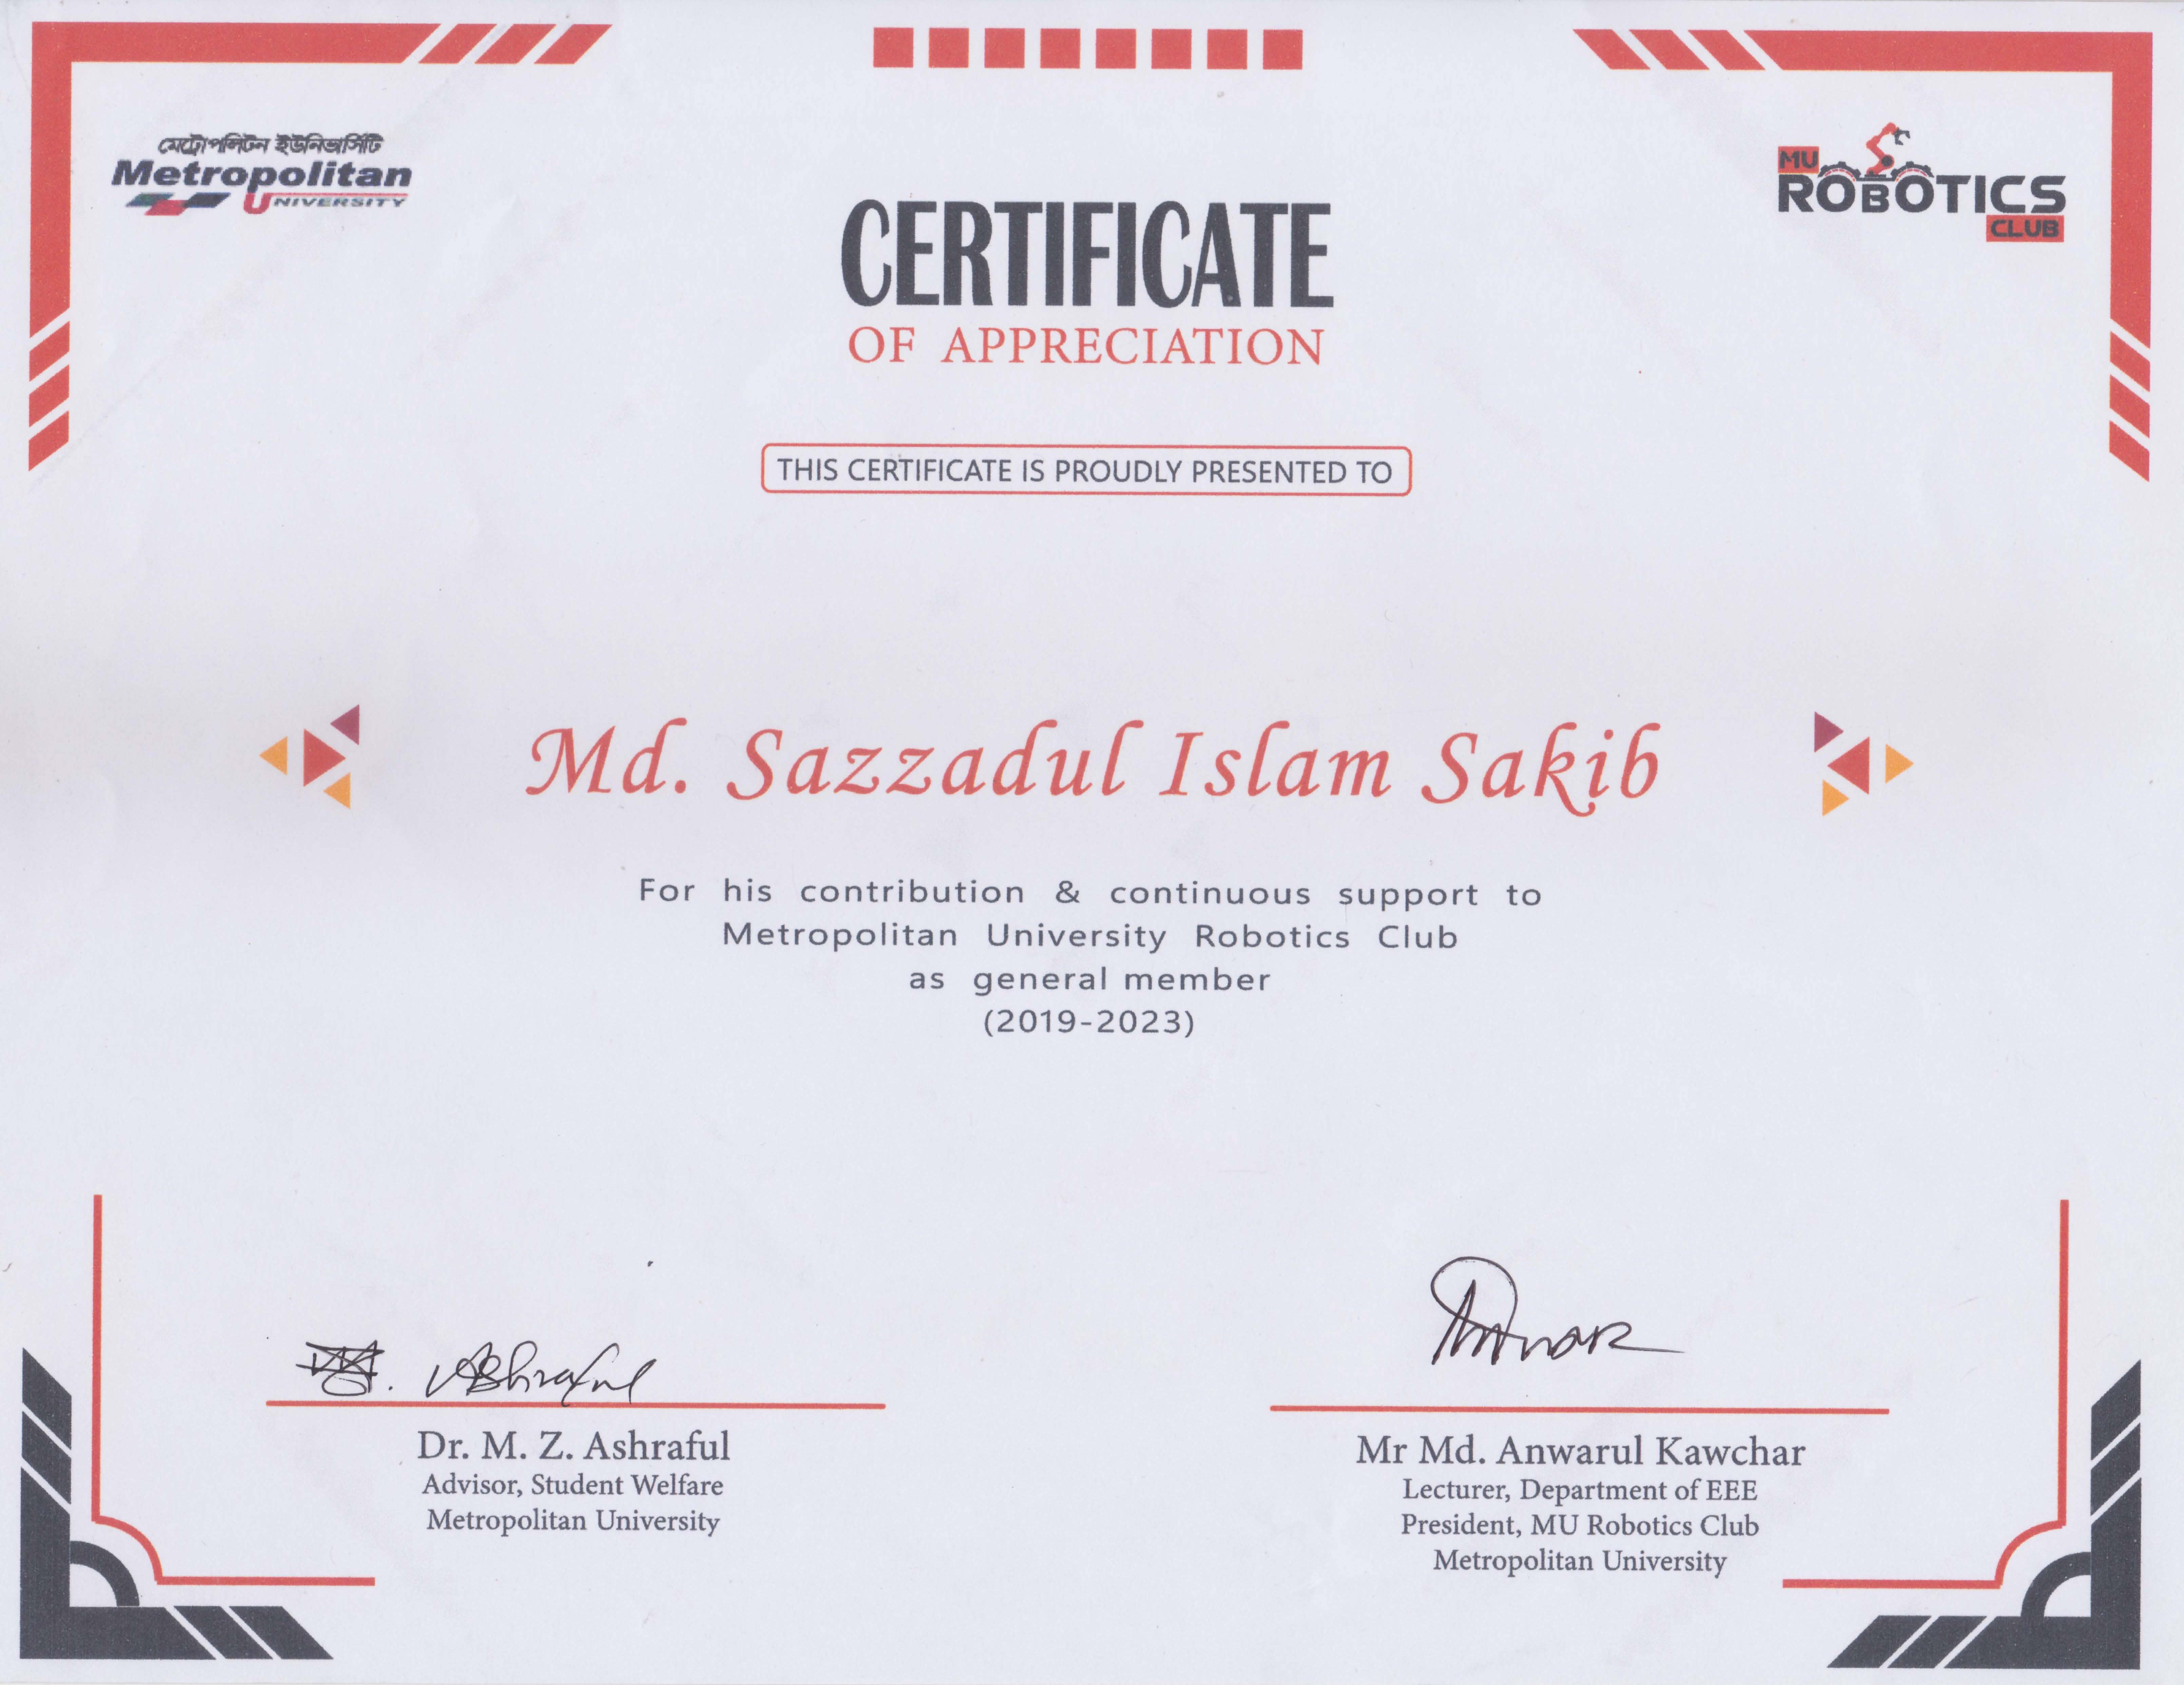 মেট্রোপলিটন ইউনিভার্সিটি
Metropolitan
UNIVERSITY
MU
ROBOTICS
CLUB
CERTIFICATE
OF APPRECIATION
THIS CERTIFICATE IS PROUDLY PRESENTED TO
Md. Sazzadul Islam Sakib
For his contribution & continuous support to
Metropolitan University Robotics Club
as general member
(2019-2023)
Ashraful
Dr. M. Z. Ashraful
Advisor, Student Welfare
Metropolitan University
Mr Md. Anwarul Kawchar
Lecturer, Department of EEE
President, MU Robotics Club
Metropolitan University